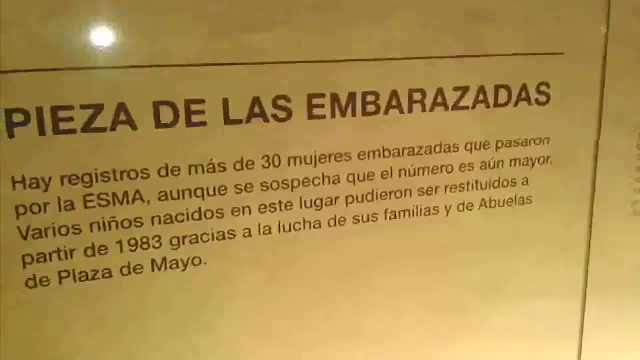 PIEZA DE LAS EMBARAZADAS
Hay registros de más de 30 mujeres embarazadas que pasaron
por la ESMA, aunque se sospecha que el número es aún mayor.
Varios niños nacidos en este lugar pudieron ser restituidos a
partir de 1983 gracias a la lucha de sus familias y de Abuelas
de Plaza de Mayo.